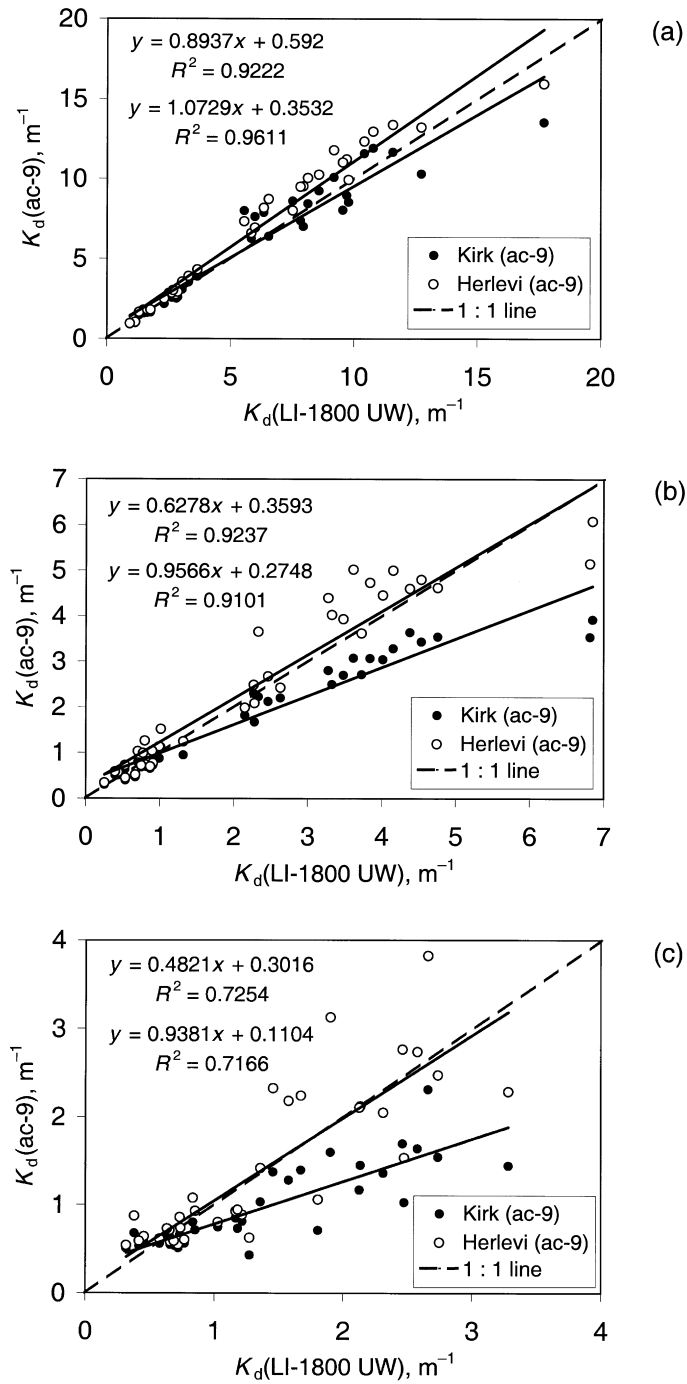 (a)
y = 0.8937x + 0.592
R² = 0.9222
y = 1.0729x + 0.3532
R² = 0.9611
20
15
10
5
0
K_d(ac-9), m⁻¹
Kirk (ac-9)
Herlevi (ac-9)
1 : 1 line
0 5 10 15 20
K_d(LI-1800 UW), m⁻¹
(b)
y = 0.6278x + 0.3593
R² = 0.9237
y = 0.9566x + 0.2748
R² = 0.9101
7
6
5
4
3
2
1
0
K_d(ac-9), m⁻¹
Kirk (ac-9)
Herlevi (ac-9)
1 : 1 line
0 1 2 3 4 5 6 7
K_d(LI-1800 UW), m⁻¹
(c)
y = 0.4821x + 0.3016
R² = 0.7254
y = 0.9381x + 0.1104
R² = 0.7166
4
3
2
1
0
K_d(ac-9), m⁻¹
Kirk (ac-9)
Herlevi (ac-9)
1 : 1 line
0 1 2 3 4
K_d(LI-1800 UW), m⁻¹